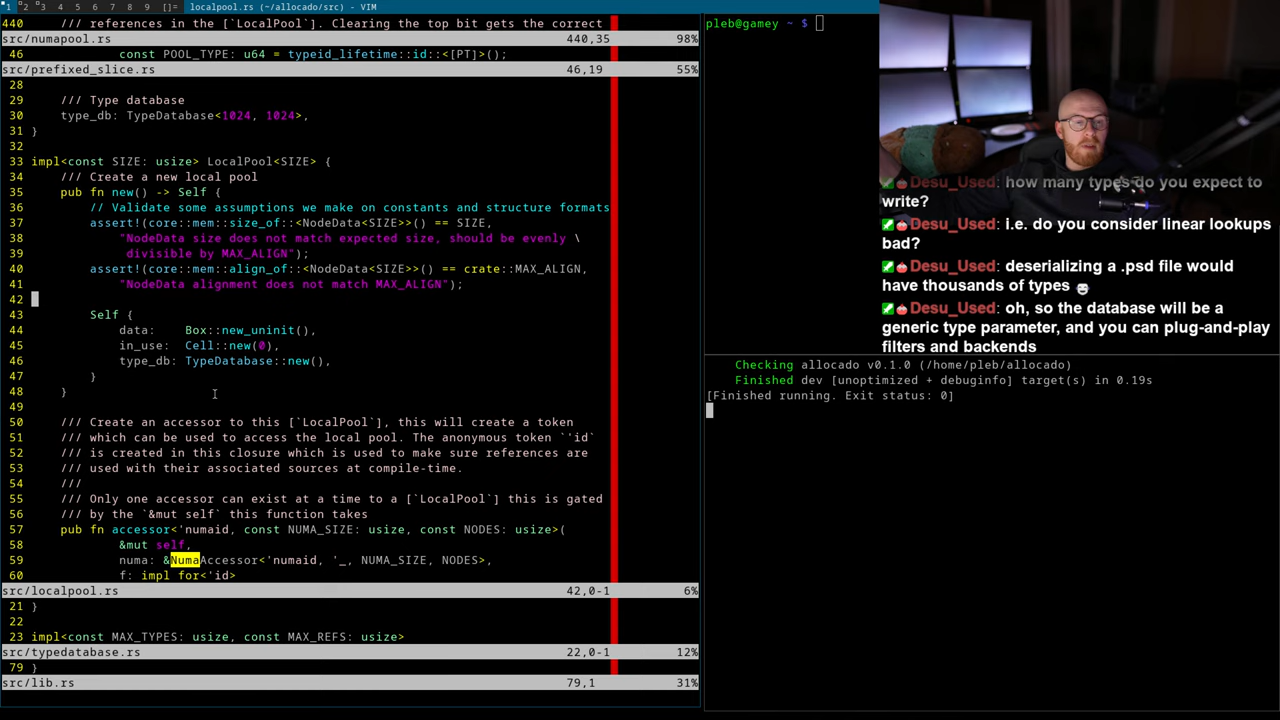 1 2 3 4 5 6 7 8 9 []= localpool.rs (~/allocado/src) - VIM
440 /// references in the [`LocalPool`]. Clearing the top bit gets the correct
src/numapool.rs 440,35 98%
46 const POOL_TYPE: u64 = typeid_lifetime::id::<[PT]>();
src/prefixed_slice.rs 46,19 55%
28
29 /// Type database
30 type_db: TypeDatabase<1024, 1024>,
31 }
32
33 impl<const SIZE: usize> LocalPool<SIZE> {
34 /// Create a new local pool
35 pub fn new() -> Self {
36 // Validate some assumptions we make on constants and structure formats
37 assert!(core::mem::size_of::<NodeData<SIZE>>() == SIZE,
38 "NodeData size does not match expected size, should be evenly \
39 divisible by MAX_ALIGN");
40 assert!(core::mem::align_of::<NodeData<SIZE>>() == crate::MAX_ALIGN,
41 "NodeData alignment does not match MAX_ALIGN");
42
43 Self {
44 data: Box::new_uninit(),
45 in_use: Cell::new(0),
46 type_db: TypeDatabase::new(),
47 }
48 }
49
50 /// Create an accessor to this [`LocalPool`], this will create a token
51 /// which can be used to access the local pool. The anonymous token `'id`
52 /// is created in this closure which is used to make sure references are
53 /// used with their associated sources at compile-time.
54 ///
55 /// Only one accessor can exist at a time to a [`LocalPool`] this is gated
56 /// by the `&mut self` this function takes
57 pub fn accessor<'numaid, const NUMA_SIZE: usize, const NODES: usize>(
58 &mut self,
59 numa: &NumaAccessor<'numaid, '_, NUMA_SIZE, NODES>,
60 f: impl for<'id>
src/localpool.rs 42,0-1 6%
21 }
22
23 impl<const MAX_TYPES: usize, const MAX_REFS: usize>
src/typedatabase.rs 22,0-1 12%
79 }
src/lib.rs 79,1 31%
pleb@gamey ~ $
Desu_Used: how many types do you expect to
write?
Desu_Used: i.e. do you consider linear lookups
bad?
Desu_Used: deserializing a .psd file would
have thousands of types
Desu_Used: oh, so the database will be a
generic type parameter, and you can plug-and-play
filters and backends
Checking allocado v0.1.0 (/home/pleb/allocado)
Finished dev [unoptimized + debuginfo] target(s) in 0.19s
[Finished running. Exit status: 0]